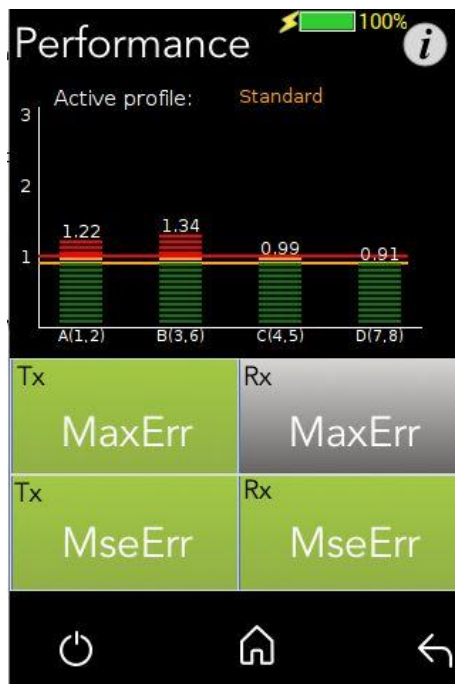 100%
Performance
i
Active profile: Standard
3
2
1
1.22 1.34 0.99 0.91
A(1,2) B(3,6) C(4,5) D(7,8)
Tx Rx
MaxErr MaxErr
Tx Rx
MseErr MseErr